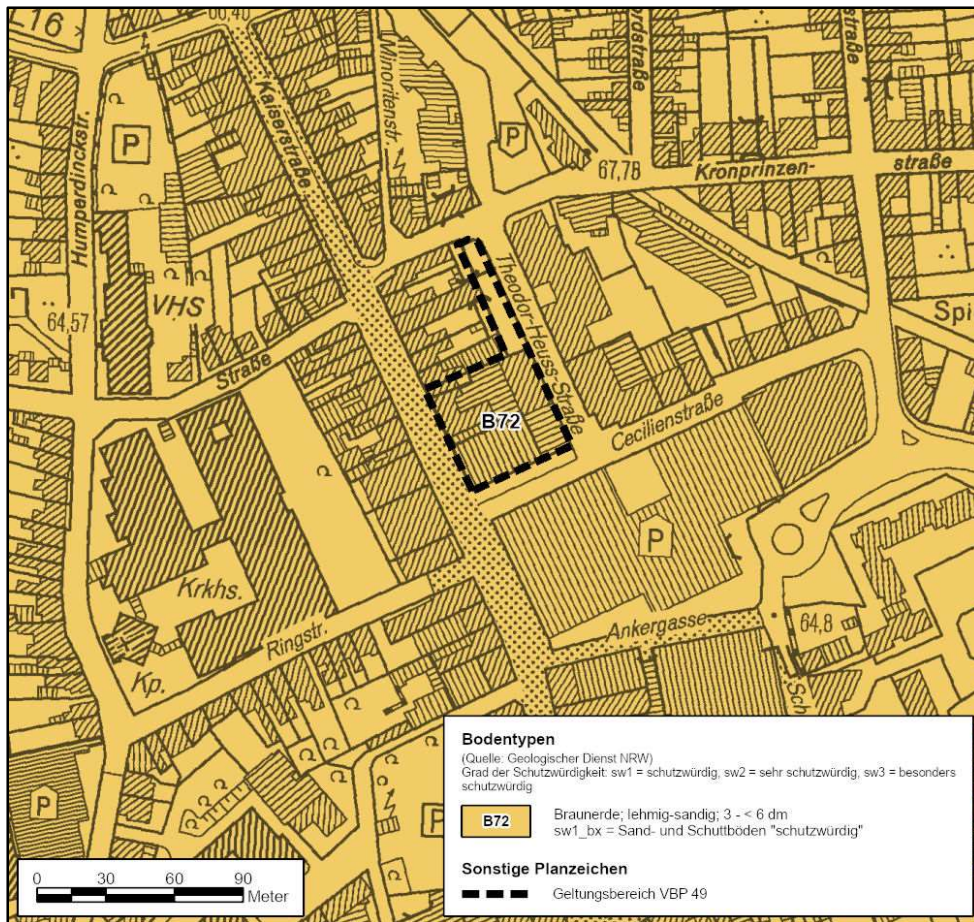 L16
66,40
Humperdinckstr.
P
Kaiserstraße
Minoritenstr.
P
67,78
Kronprinzen-
straße
VHS
64,57
Straße
Theodor-Heuss-Straße
Spi
B72
Cecilienstraße
P
Krkhs.
Ringstr.
Kp.
Ankergasse
64,8
Sch
P
P
Bodentypen
(Quelle: Geologischer Dienst NRW)
Grad der Schutzwürdigkeit: sw1 = schutzwürdig, sw2 = sehr schutzwürdig, sw3 = besonders
schutzwürdig
B72
Braunerde; lehmig-sandig; 3 - < 6 dm
sw1_bx = Sand- und Schuttböden "schutzwürdig"
Sonstige Planzeichen
Geltungsbereich VBP 49
0 30 60 90
Meter